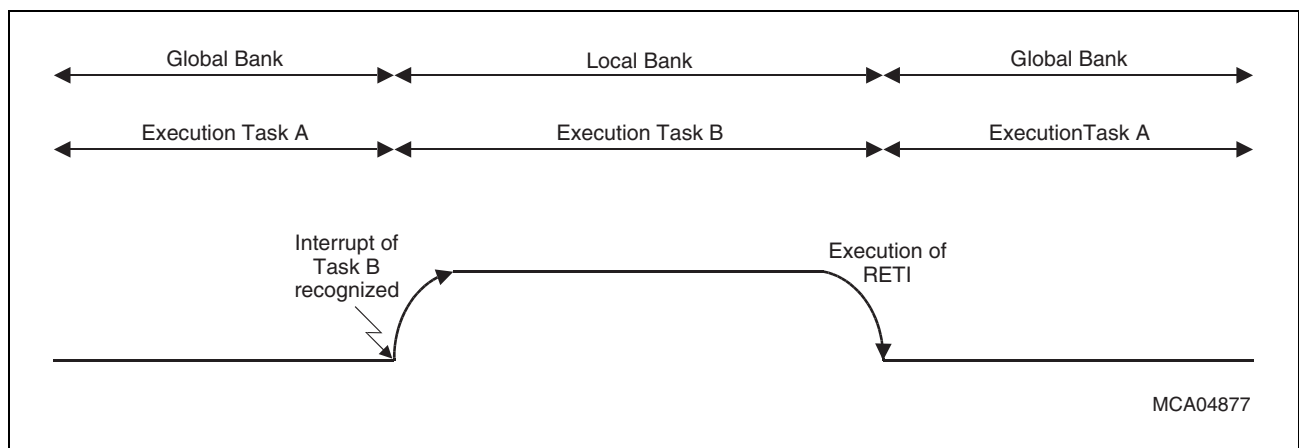 Global Bank
Local Bank
Global Bank
Execution Task A
Execution Task B
ExecutionTask A
Interrupt of
Task B
recognized
Execution of
RETI
MCA04877